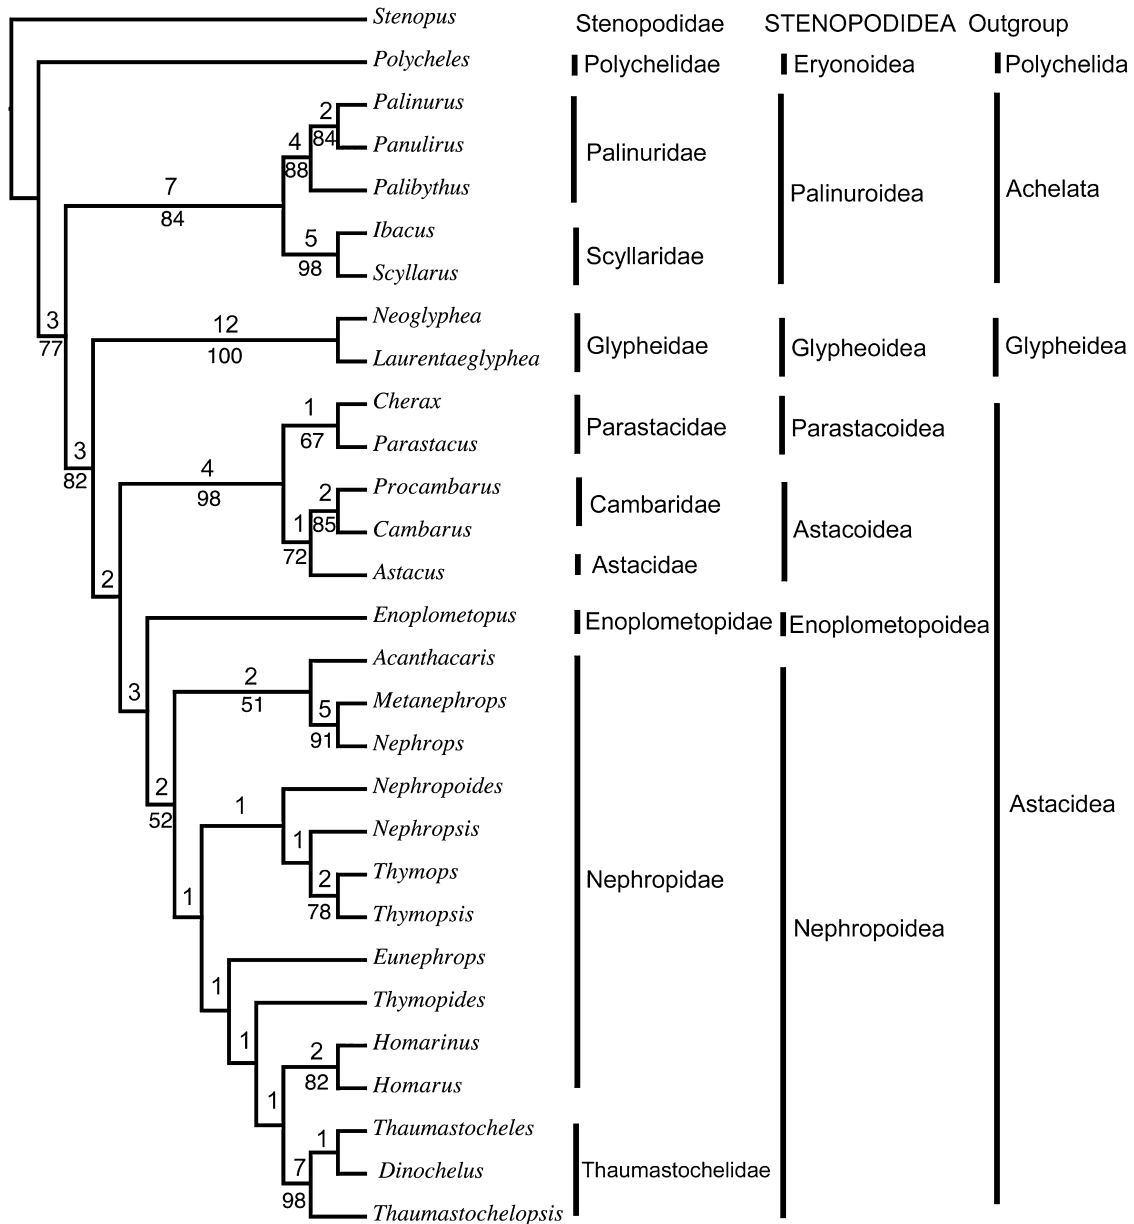 Stenopus
Stenopodidae STENOPODIDEA Outgroup
Polycheles
Polychelidae Eryonoidea Polychelida
Palinurus
2
84
Panulirus
4
88
Palinuridae
Palibythus
7
84
Palinuroidea Achelata
Ibacus
5
98
Scyllaridae
Scyllarus
Neoglyphea
3
77
12
100
Glypheidae Glypheoidea Glypheidea
Laurentaeglyphea
Cherax
1
67
Parastacidae Parastacoidea
Parastacus
3
82
4
98
Procambarus
2
85
Cambaridae
Cambarus
1
72
Astacoidea
Astacidae
Astacus
2
Enoplometopus
Enoplometopidae Enoplometopoidea
Acanthacaris
2
51
3
Metanephrops
5
91
Nephrops
Nephropoides
2
52
1
Astacidea
Nephropsis
1
Thymops
2
78
Nephropidae
1
Thymopsis
Nephropoidea
Eunephrops
1
Thymopides
1
Homarinus
2
82
Homarus
1
Thaumastocheles
1
Dinochelus
7
98
Thaumastochelidae
Thaumastochelopsis